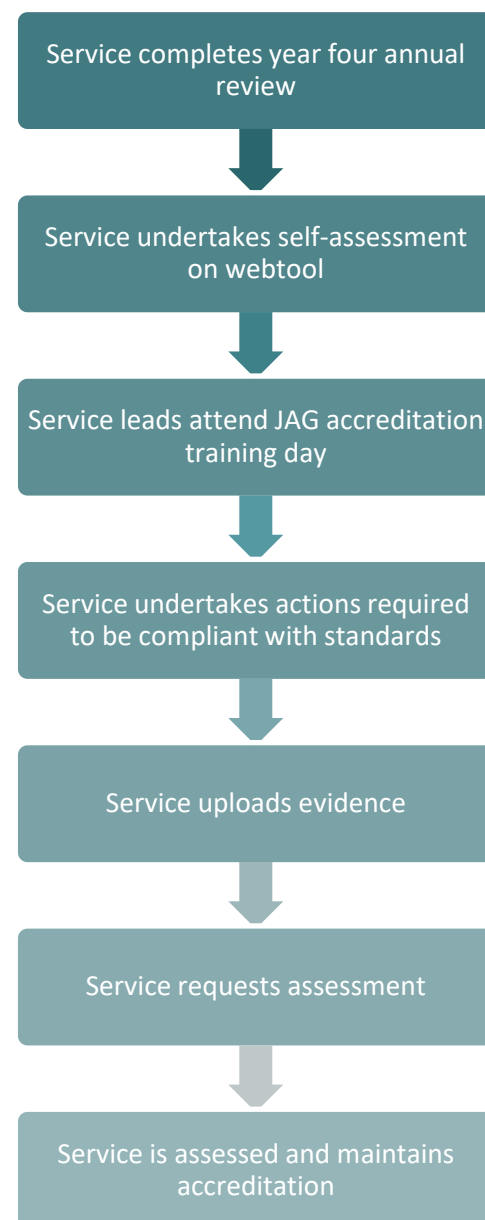 Service completes year four annual
review
Service undertakes self-assessment
on webtool
Service leads attend JAG accreditation
training day
Service undertakes actions required
to be compliant with standards
Service uploads evidence
Service requests assessment
Service is assessed and maintains
accreditation